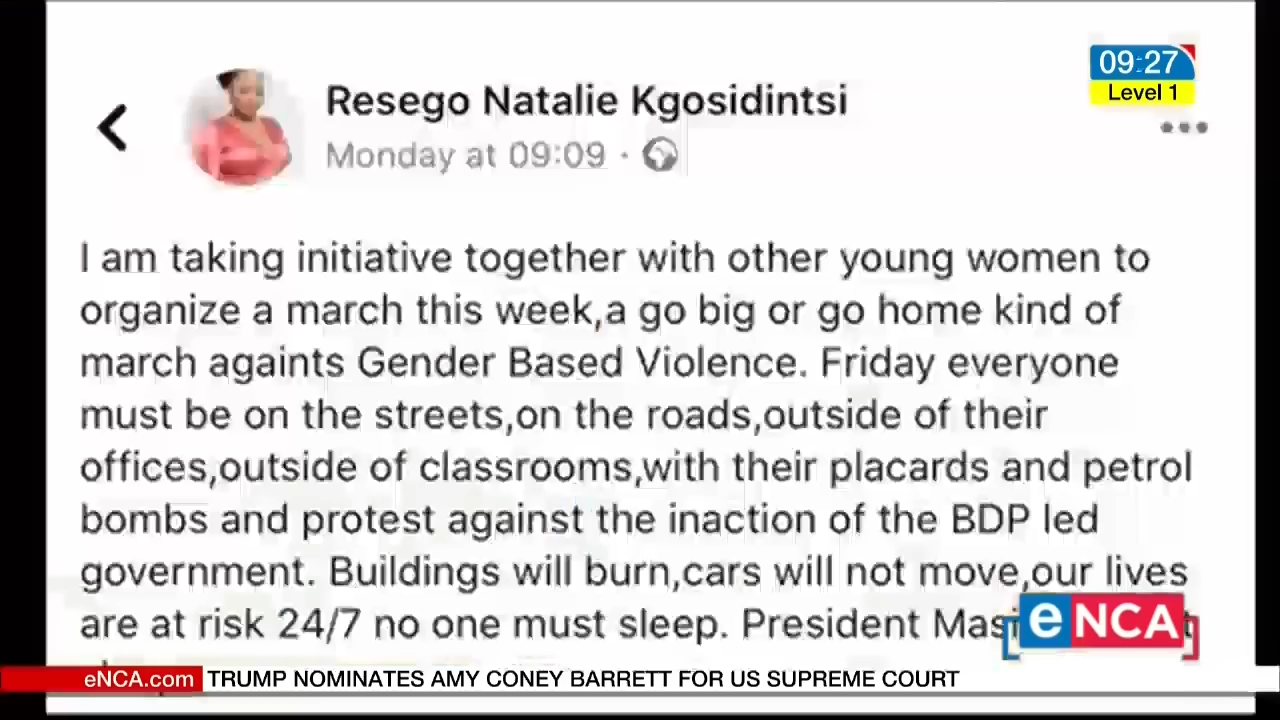 09:27
Level 1
Resego Natalie Kgosidintsi
Monday at 09:09 ·
I am taking initiative together with other young women to
organize a march this week,a go big or go home kind of
march againts Gender Based Violence. Friday everyone
must be on the streets,on the roads,outside of their
offices,outside of classrooms,with their placards and petrol
bombs and protest against the inaction of the BDP led
government. Buildings will burn,cars will not move,our lives
are at risk 24/7 no one must sleep. President
eNCA
eNCA.com TRUMP NOMINATES AMY CONEY BARRETT FOR US SUPREME COURT